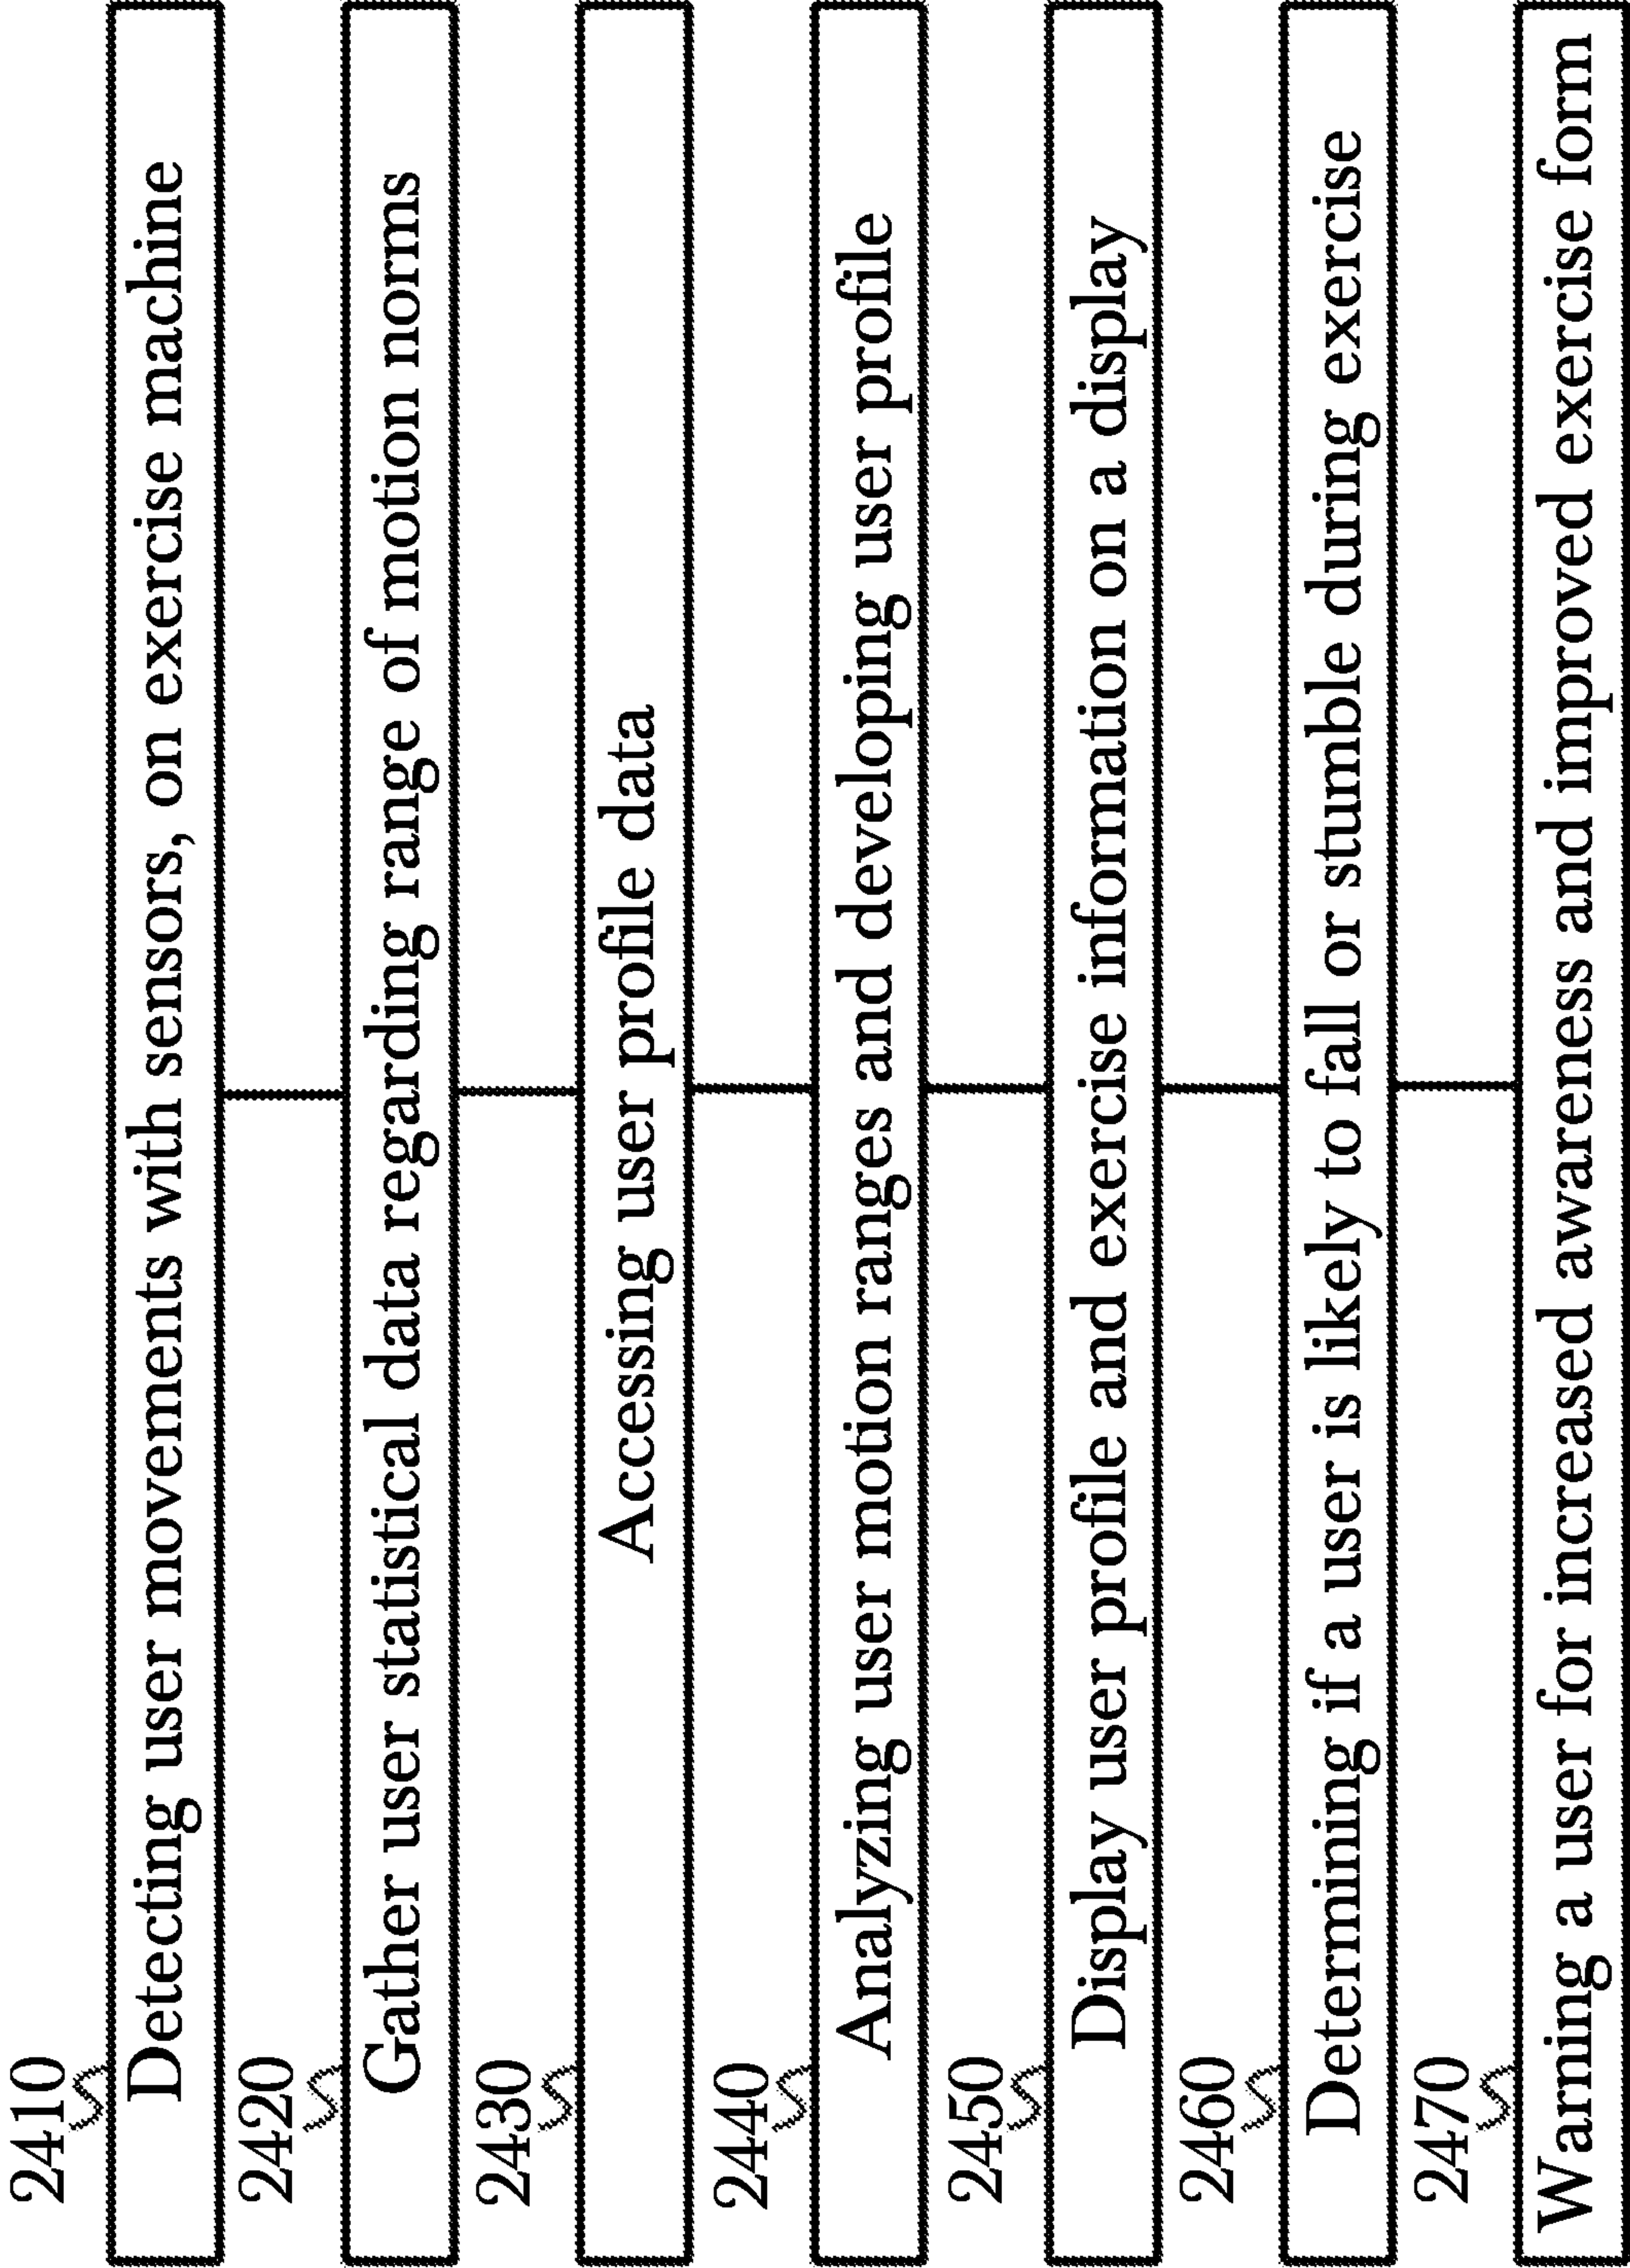 2410
Detecting user movements with sensors, on exercise machine
2420
Gather user statistical data regarding range of motion norms
2430
Accessing user profile data
2440
Analyzing user motion ranges and developing user profile
2450
Display user profile and exercise information on a display
2460
Determining if a user is likely to fall or stumble during exercise
2470
Warning a user for increased awareness and improved exercise form